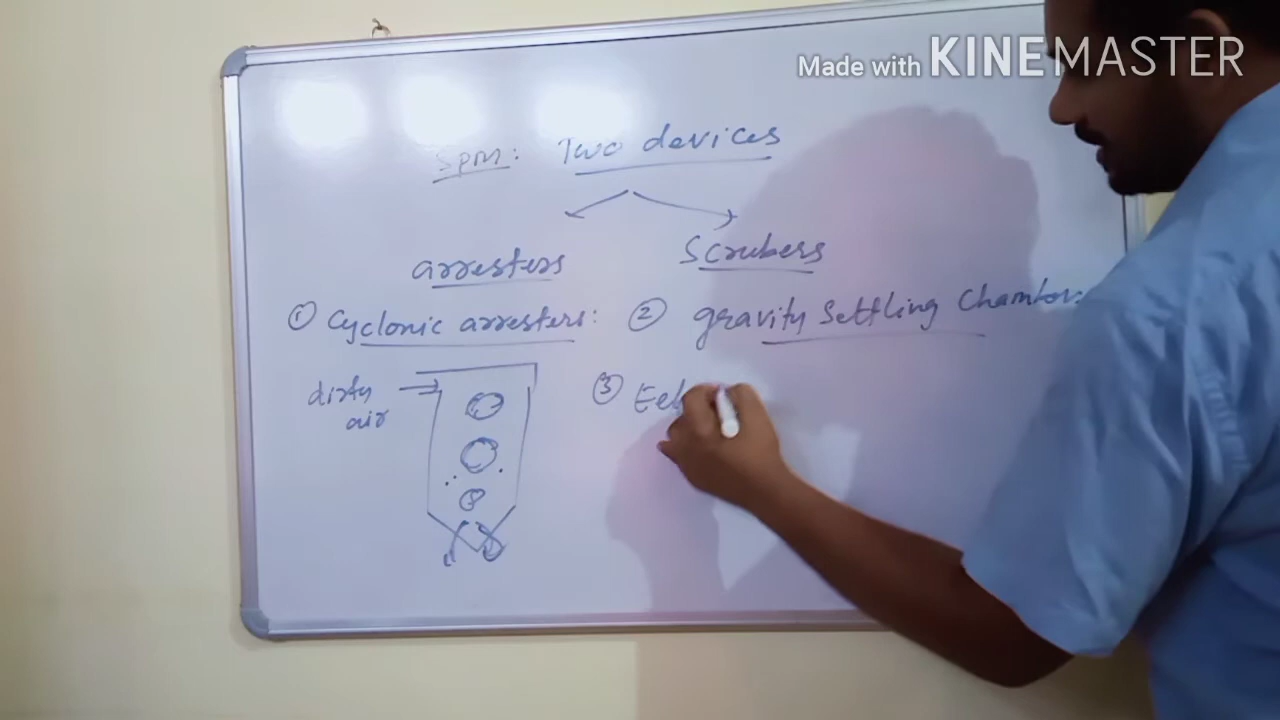 Made with KINEMASTER
SPM: Two devices
arresters
Scrubers
① Cyclonic arresters:
② gravity Settling Chambers
dirty
air
③